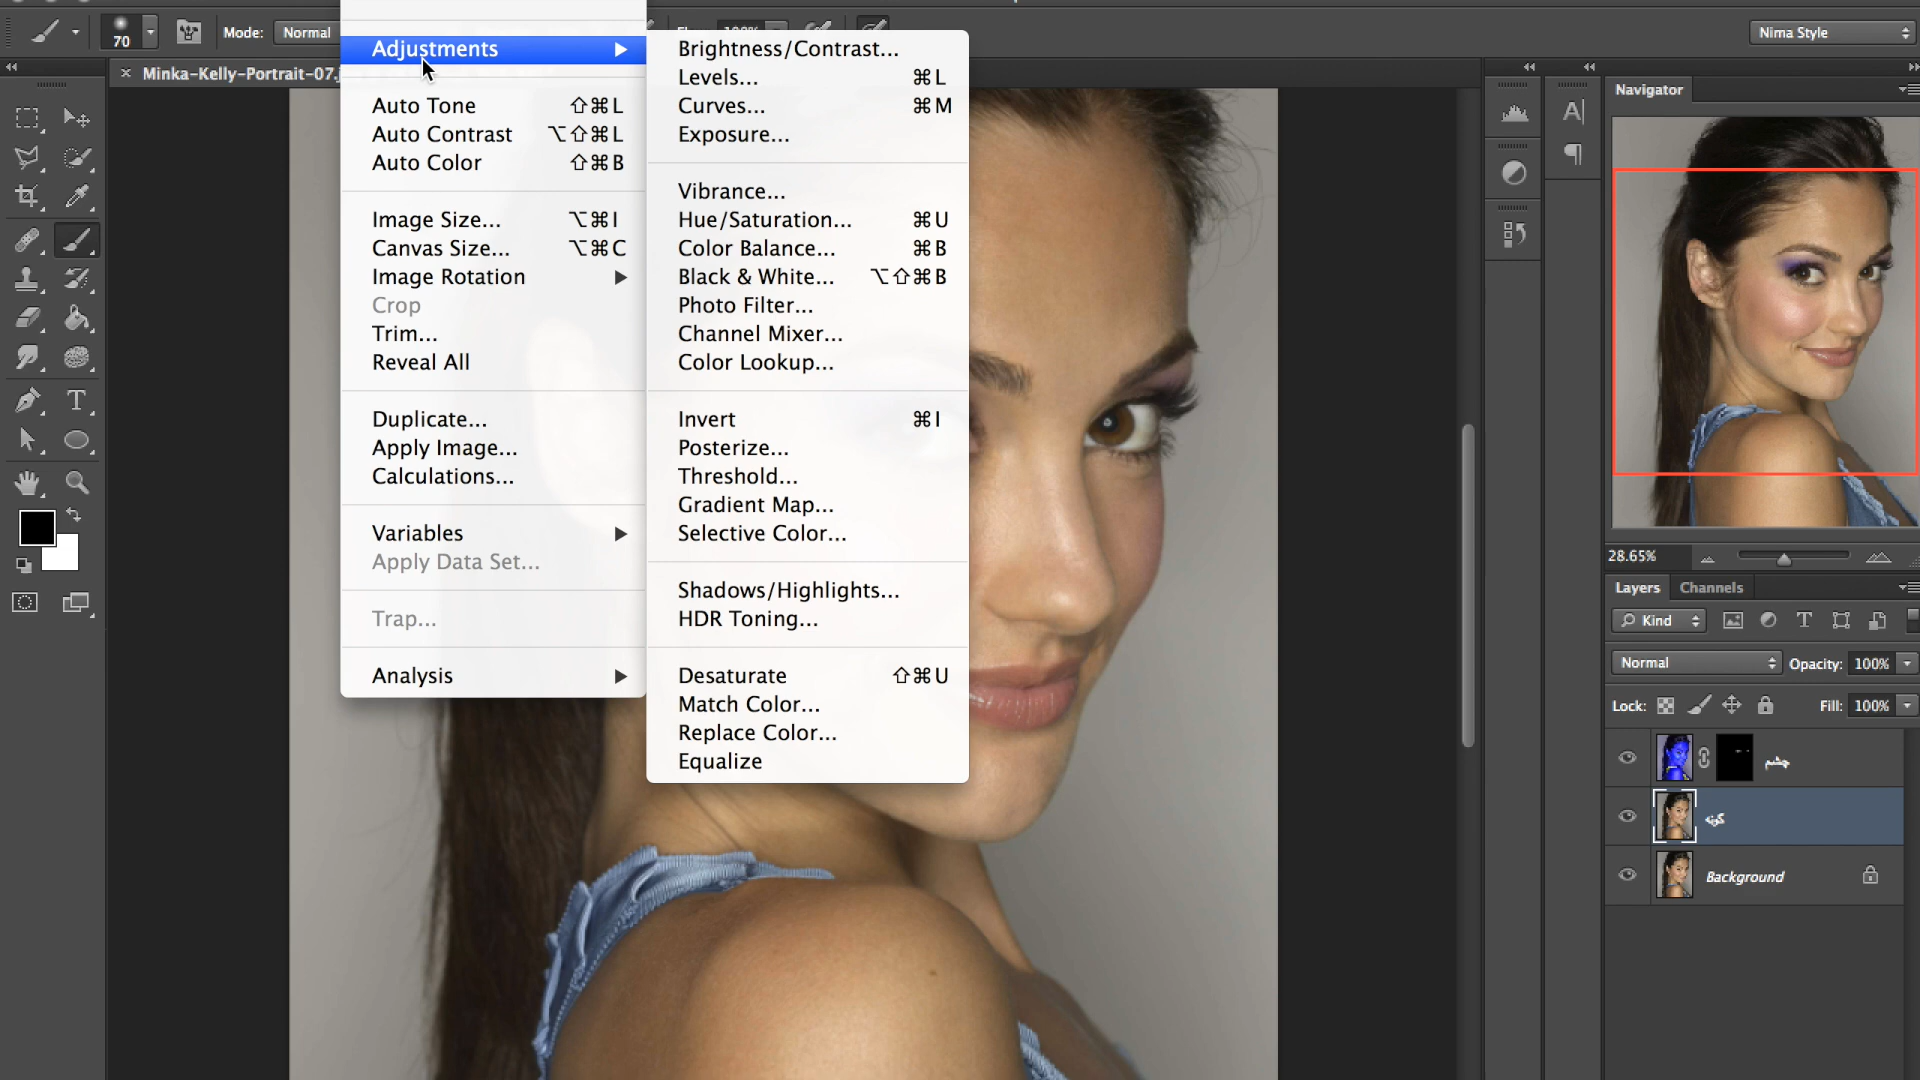 70
Mode:
Normal
100%
Nima Style
Minka-Kelly-Portrait-07.j
Adjustments
Auto Tone ⇧⌘L
Auto Contrast ⌥⇧⌘L
Auto Color ⇧⌘B
Image Size... ⌥⌘I
Canvas Size... ⌥⌘C
Image Rotation
Crop
Trim...
Reveal All
Duplicate...
Apply Image...
Calculations...
Variables
Apply Data Set...
Trap...
Analysis
Brightness/Contrast...
Levels... ⌘L
Curves... ⌘M
Exposure...
Vibrance...
Hue/Saturation... ⌘U
Color Balance... ⌘B
Black & White... ⌥⇧⌘B
Photo Filter...
Channel Mixer...
Color Lookup...
Invert ⌘I
Posterize...
Threshold...
Gradient Map...
Selective Color...
Shadows/Highlights...
HDR Toning...
Desaturate ⇧⌘U
Match Color...
Replace Color...
Equalize
Navigator
28.65%
Layers Channels
Kind
Normal Opacity: 100%
Lock: Fill: 100%
چشم
گونه
Background